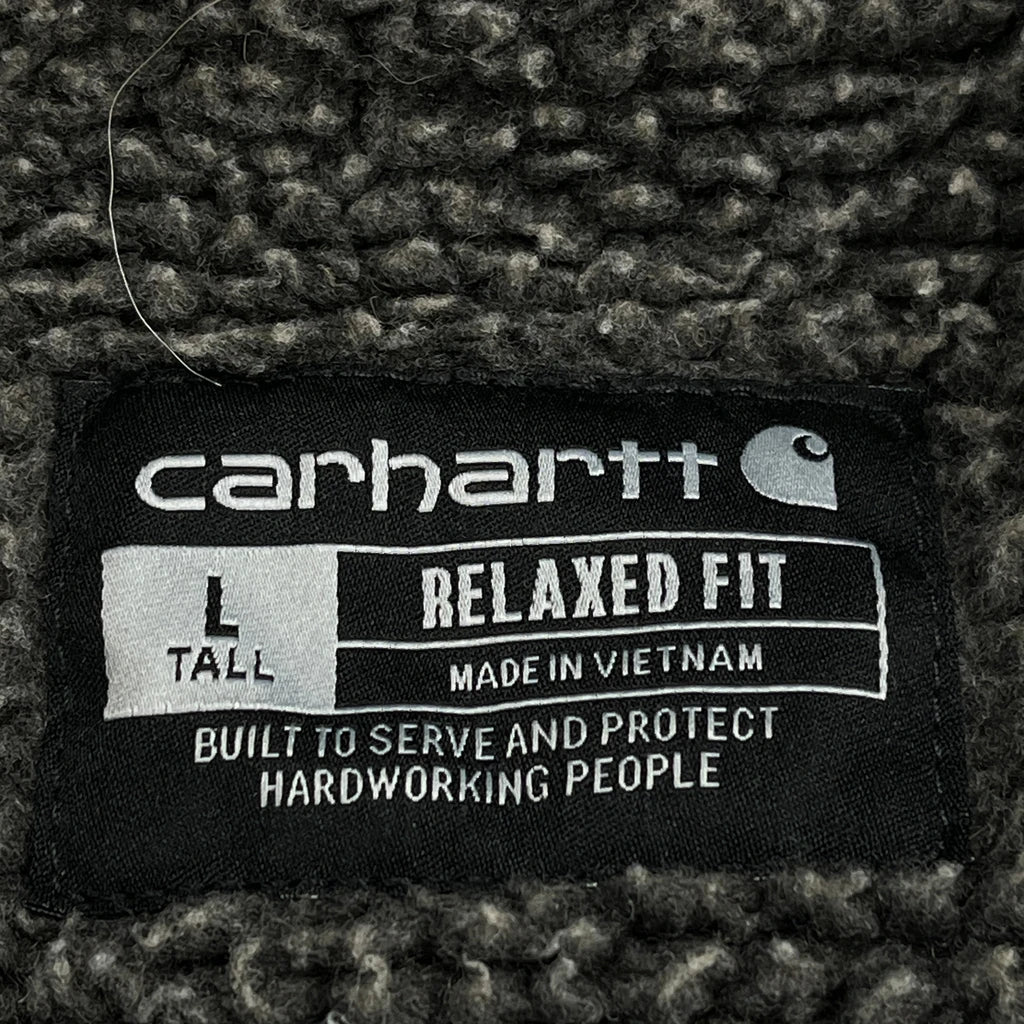 carhartt
L
TALL
RELAXED FIT
MADE IN VIETNAM
BUILT TO SERVE AND PROTECT
HARDWORKING PEOPLE